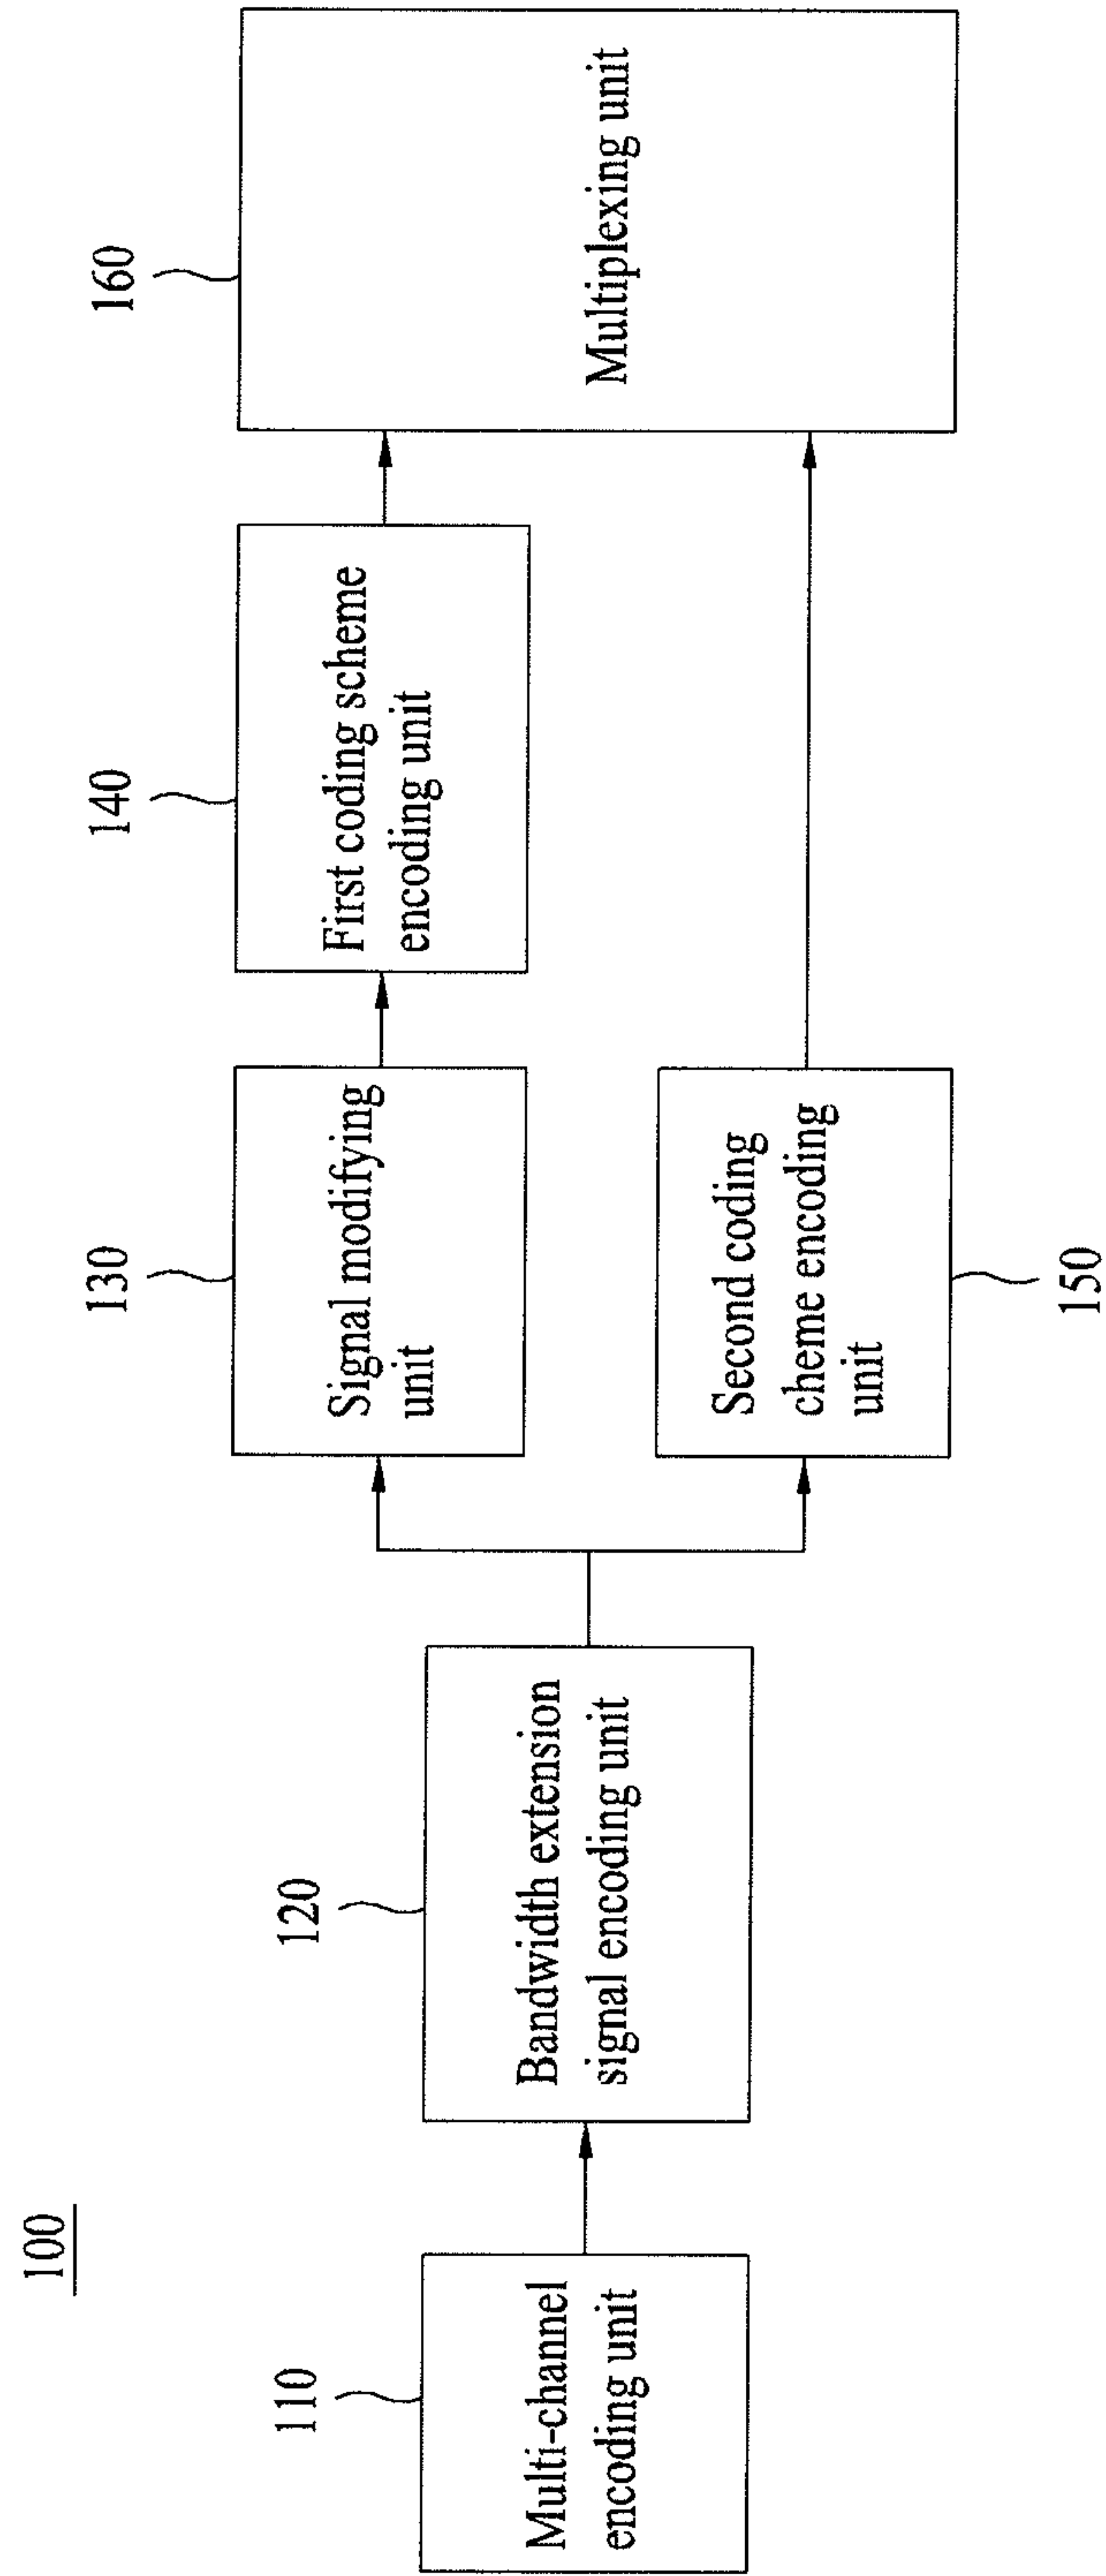 100
110
Multi-channel
encoding unit
120
Bandwidth extension
signal encoding unit
130
Signal modifying
unit
140
First coding scheme
encoding unit
Second coding
cheme encoding
unit
150
160
Multiplexing unit